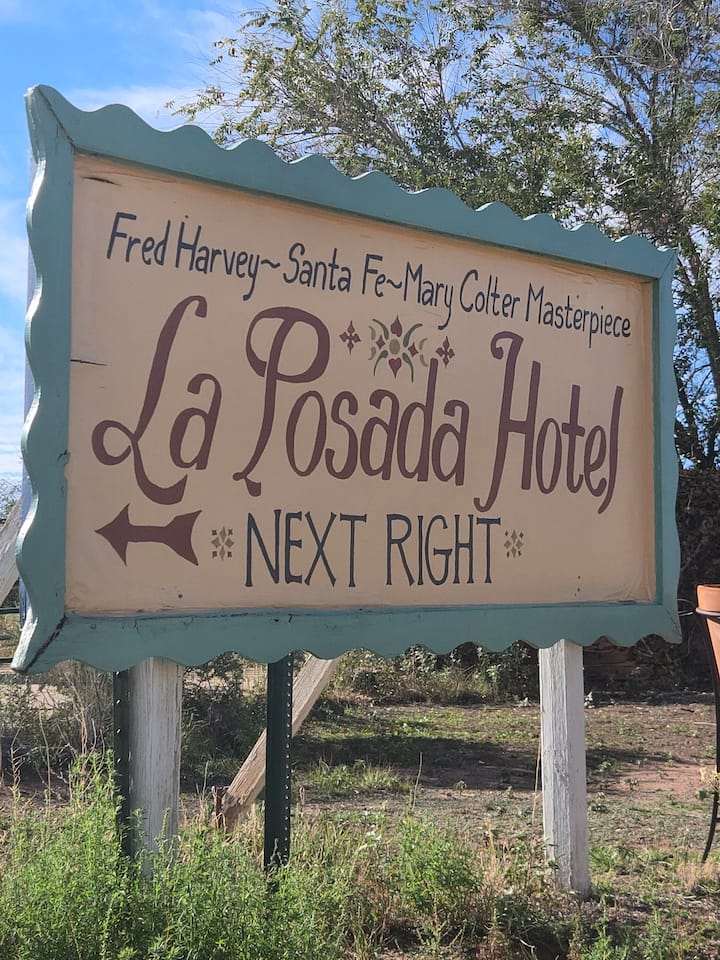 Fred Harvey~Santa Fe~Mary Colter Masterpiece
La Posada Hotel
NEXT RIGHT